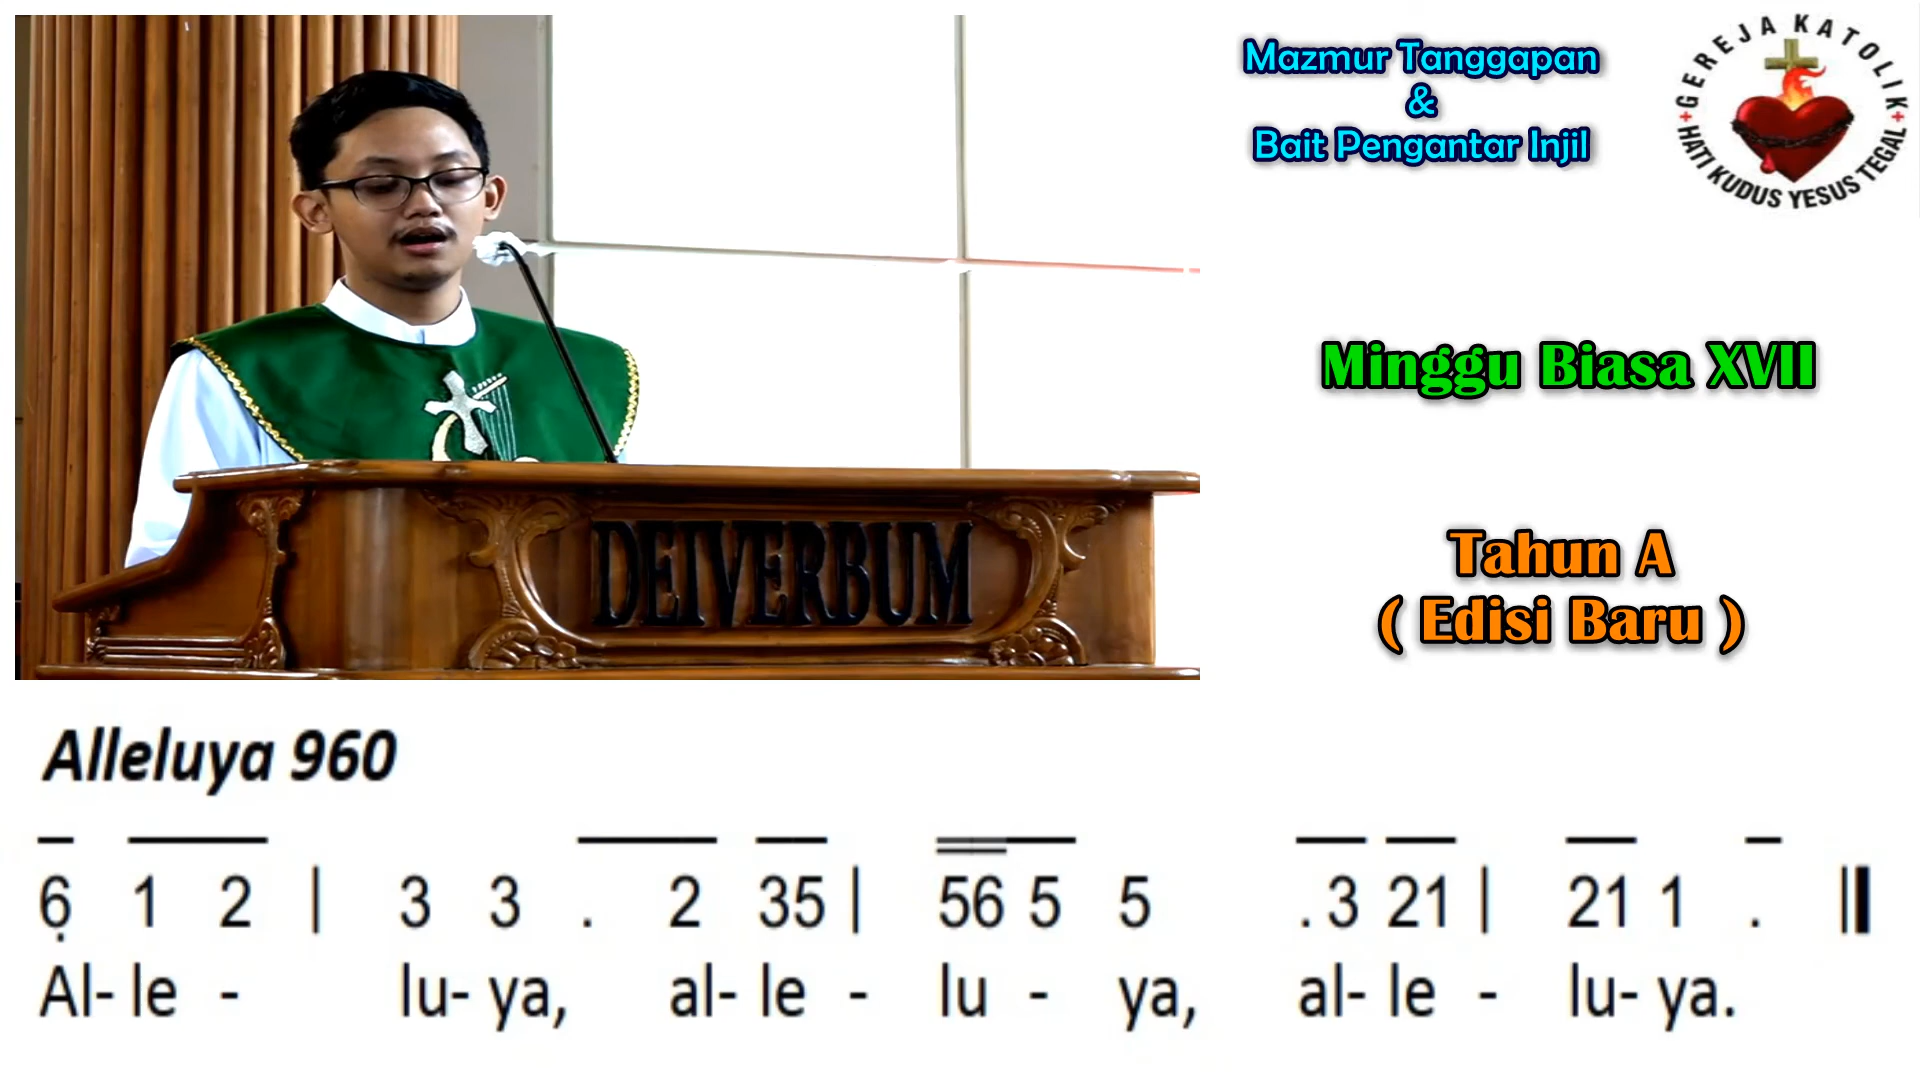 Mazmur Tanggapan
&
Bait Pengantar Injil
GEREJA KATOLIK
HATI KUDUS YESUS TEGAL
Minggu Biasa XVII
Tahun A
( Edisi Baru )
DEI VERBUM
Alleluya 960
6̣ 1 2 | 3 3 . 2 35 | 56 5 5 . 3 21 | 21 1 . ||
Al- le - lu- ya, al- le - lu - ya, al- le - lu- ya.